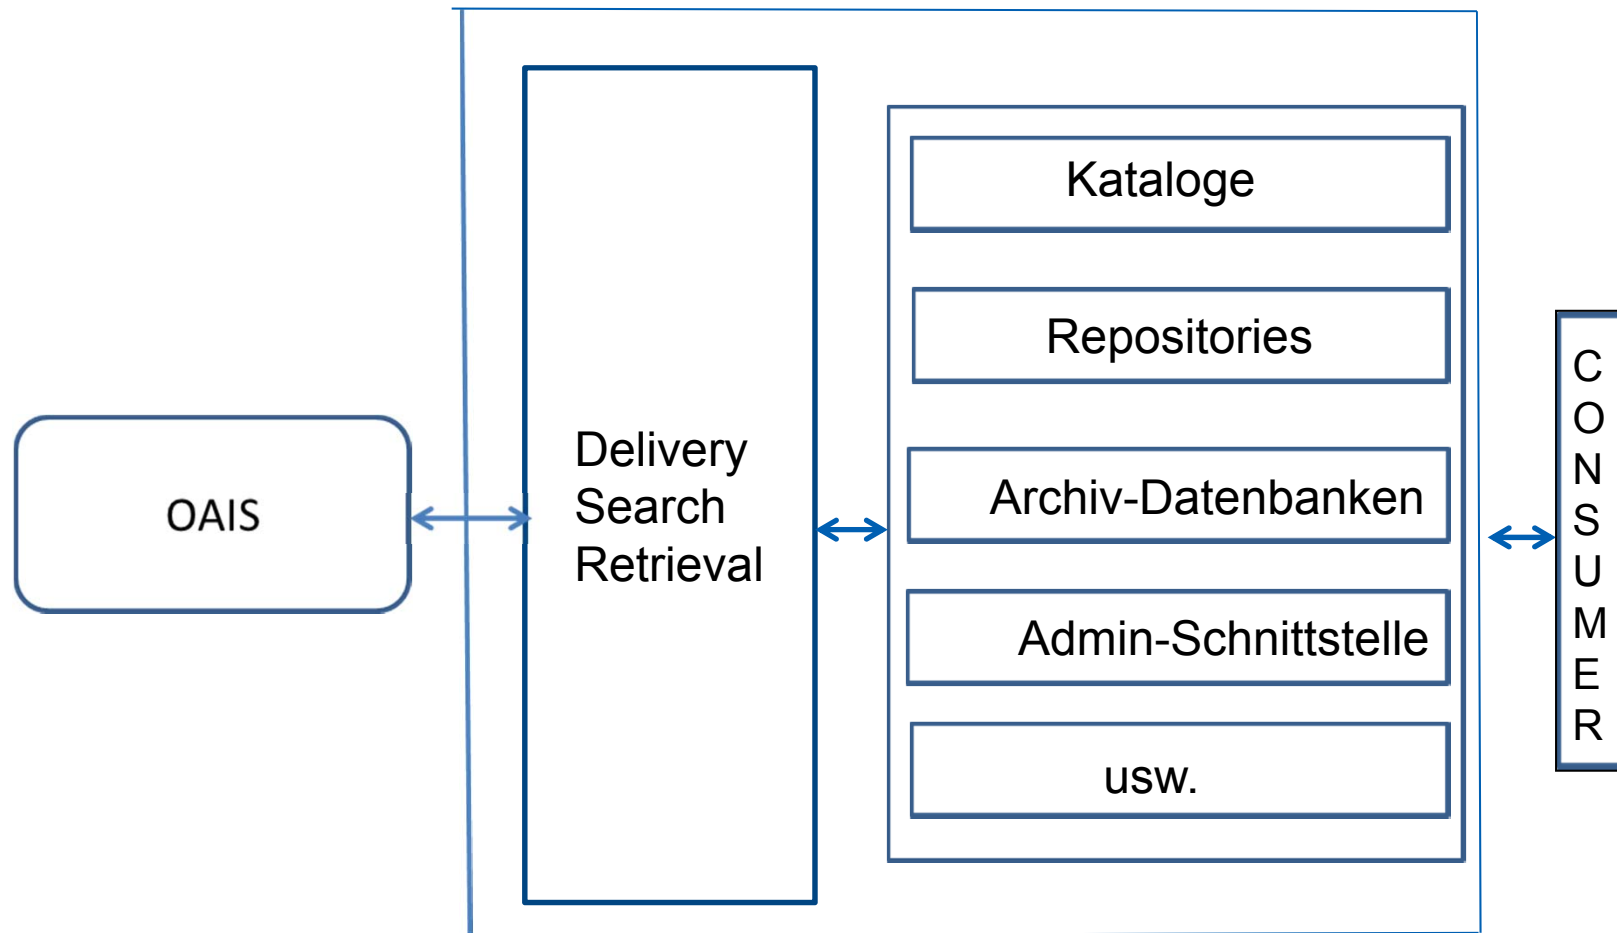 OAIS
Delivery
Search
Retrieval
Kataloge
Repositories
Archiv-Datenbanken
Admin-Schnittstelle
usw.
C
O
N
S
U
M
E
R